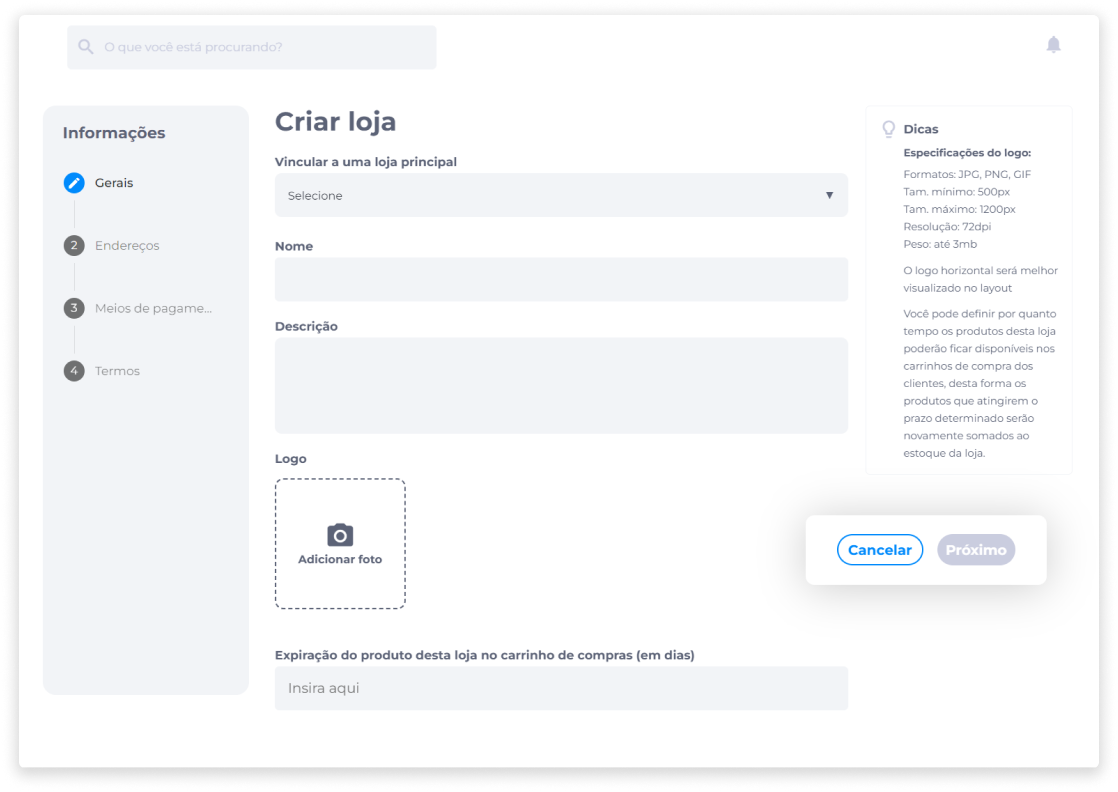 O que você está procurando?
Informações
Gerais
2 Endereços
3 Meios de pagame...
4 Termos
Criar loja
Vincular a uma loja principal
Selecione
Nome
Descrição
Logo
Adicionar foto
Expiração do produto desta loja no carrinho de compras (em dias)
Insira aqui
Dicas
Especificações do logo:
Formatos: JPG, PNG, GIF
Tam. mínimo: 500px
Tam. máximo: 1200px
Resolução: 72dpi
Peso: até 3mb
O logo horizontal será melhor
visualizado no layout
Você pode definir por quanto
tempo os produtos desta loja
poderão ficar disponíveis nos
carrinhos de compra dos
clientes, desta forma os
produtos que atingirem o
prazo determinado serão
novamente somados ao
estoque da loja.
Cancelar Próximo